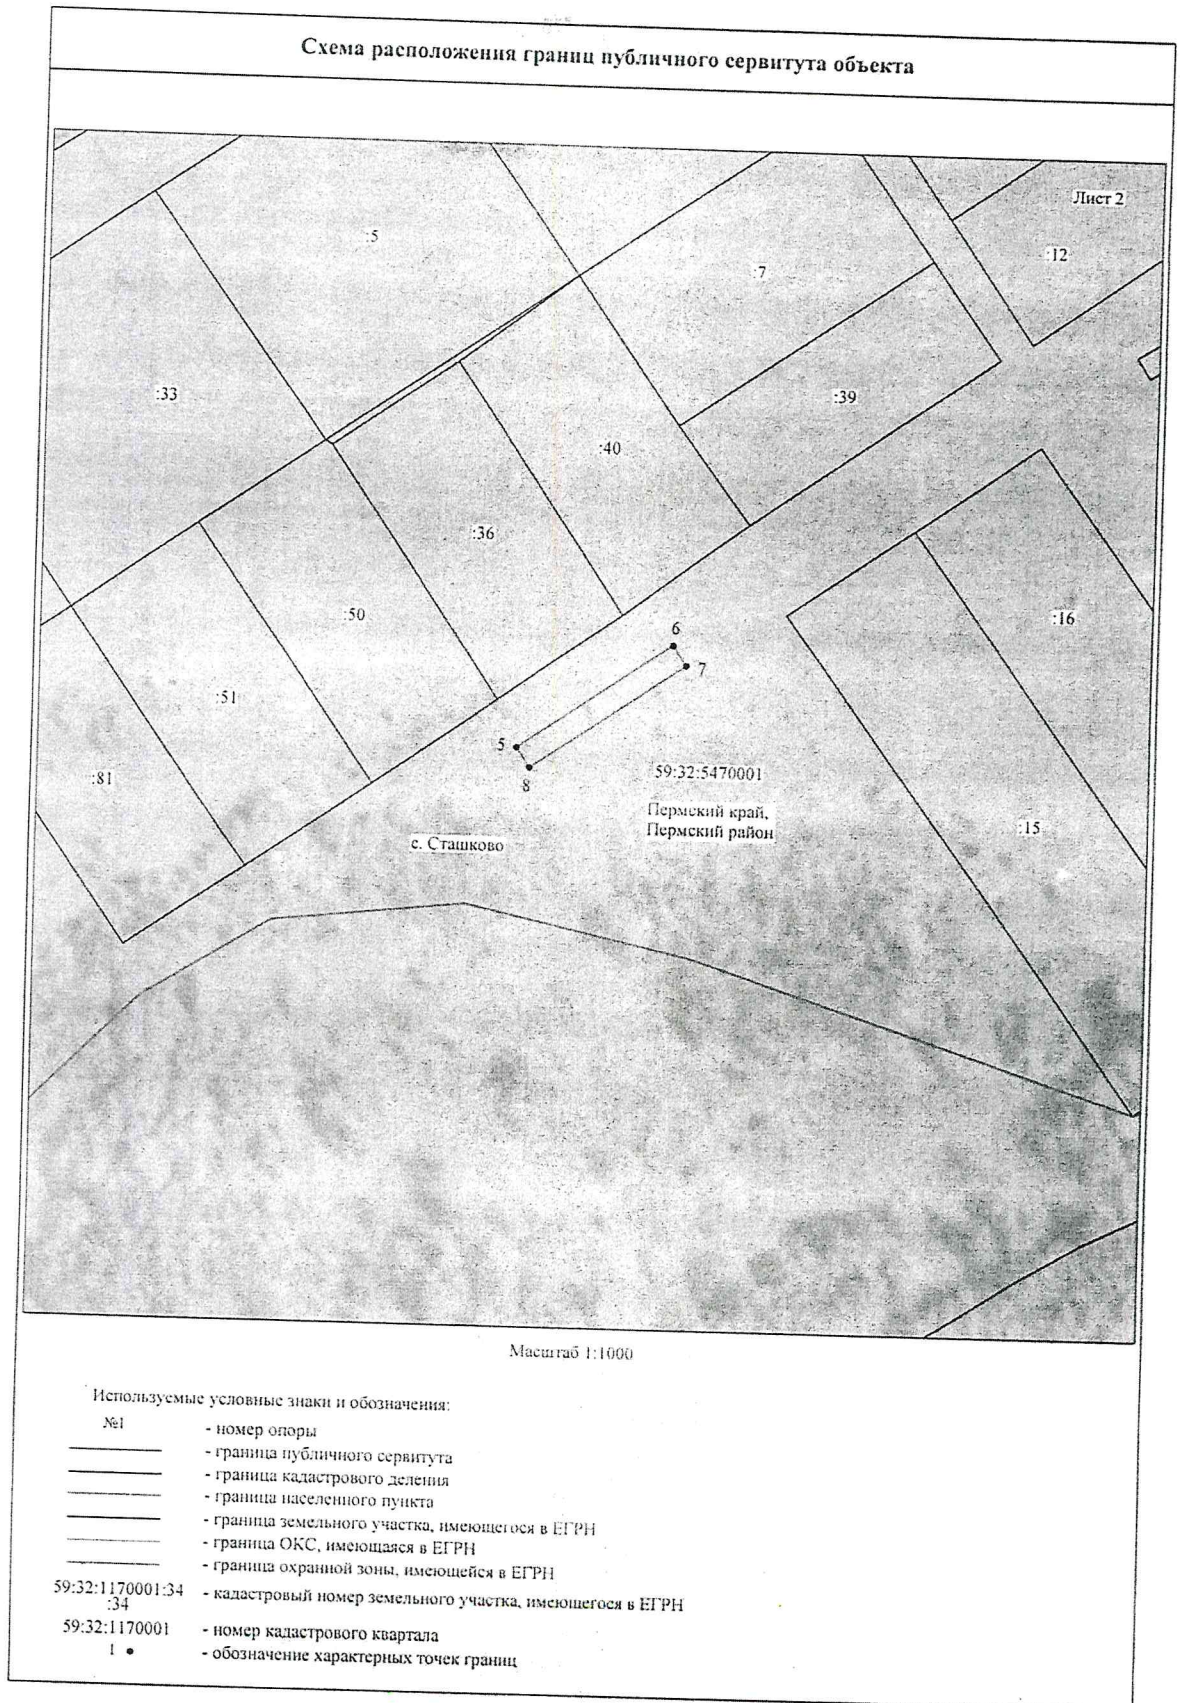 Схема расположения границ публичного сервитута объекта
Лист 2
:5
:12
:7
:33
:39
:40
:36
:50
:16
6
7
:51
5
:81
59:32:5470001
8
Пермский край,
Пермский район
:15
с. Сташково
Масштаб 1:1000
Используемые условные знаки и обозначения:
№1 - номер опоры
- граница публичного сервитута
- граница кадастрового деления
- граница населенного пункта
- граница земельного участка, имеющегося в ЕГРН
- граница ОКС, имеющаяся в ЕГРН
- граница охранной зоны, имеющейся в ЕГРН
59:32:1170001:34 - кадастровый номер земельного участка, имеющегося в ЕГРН
:34
59:32:1170001 - номер кадастрового квартала
1 - обозначение характерных точек границ